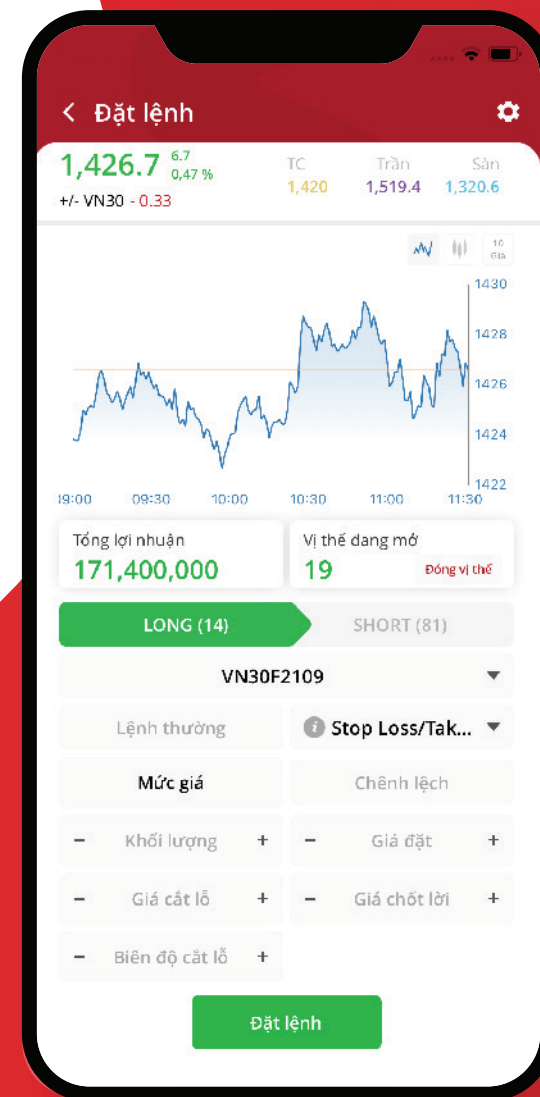 Đặt lệnh
1,426.7 6.7 0,47 % TC Trần Sàn
+/- VN30 - 0.33 1,420 1,519.4 1,320.6
10 Giá
1430
1428
1426
1424
1422
09:00 09:30 10:00 10:30 11:00 11:30
Tổng lợi nhuận Vị thế đang mở
171,400,000 19 Đóng vị thế
LONG (14) SHORT (81)
VN30F2109
Lệnh thường Stop Loss/Tak...
Mức giá Chênh lệch
– Khối lượng + – Giá đặt +
– Giá cắt lỗ + – Giá chốt lời +
– Biên độ cắt lỗ +
Đặt lệnh